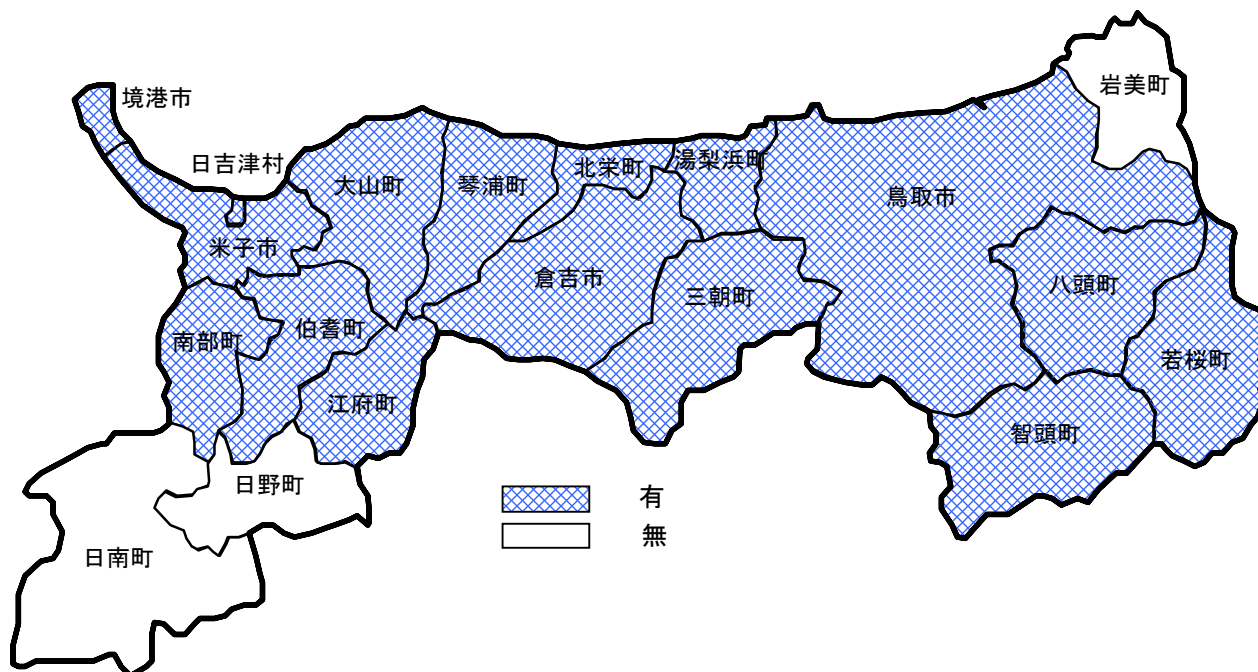 境港市
日吉津村
大山町
琴浦町
北栄町
湯梨浜町
岩美町
鳥取市
米子市
倉吉市
三朝町
八頭町
南部町
伯耆町
若桜町
江府町
智頭町
日野町
日南町
有
無